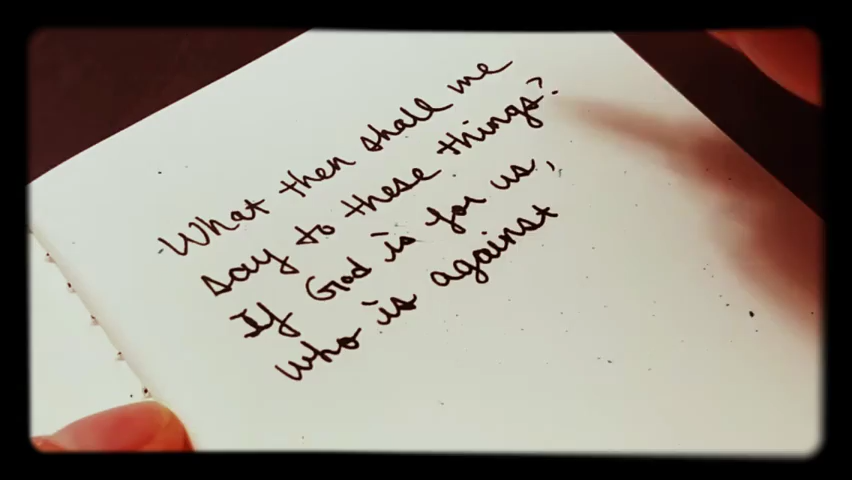 What then shall we
say to these things?
If God is for us,
who is against